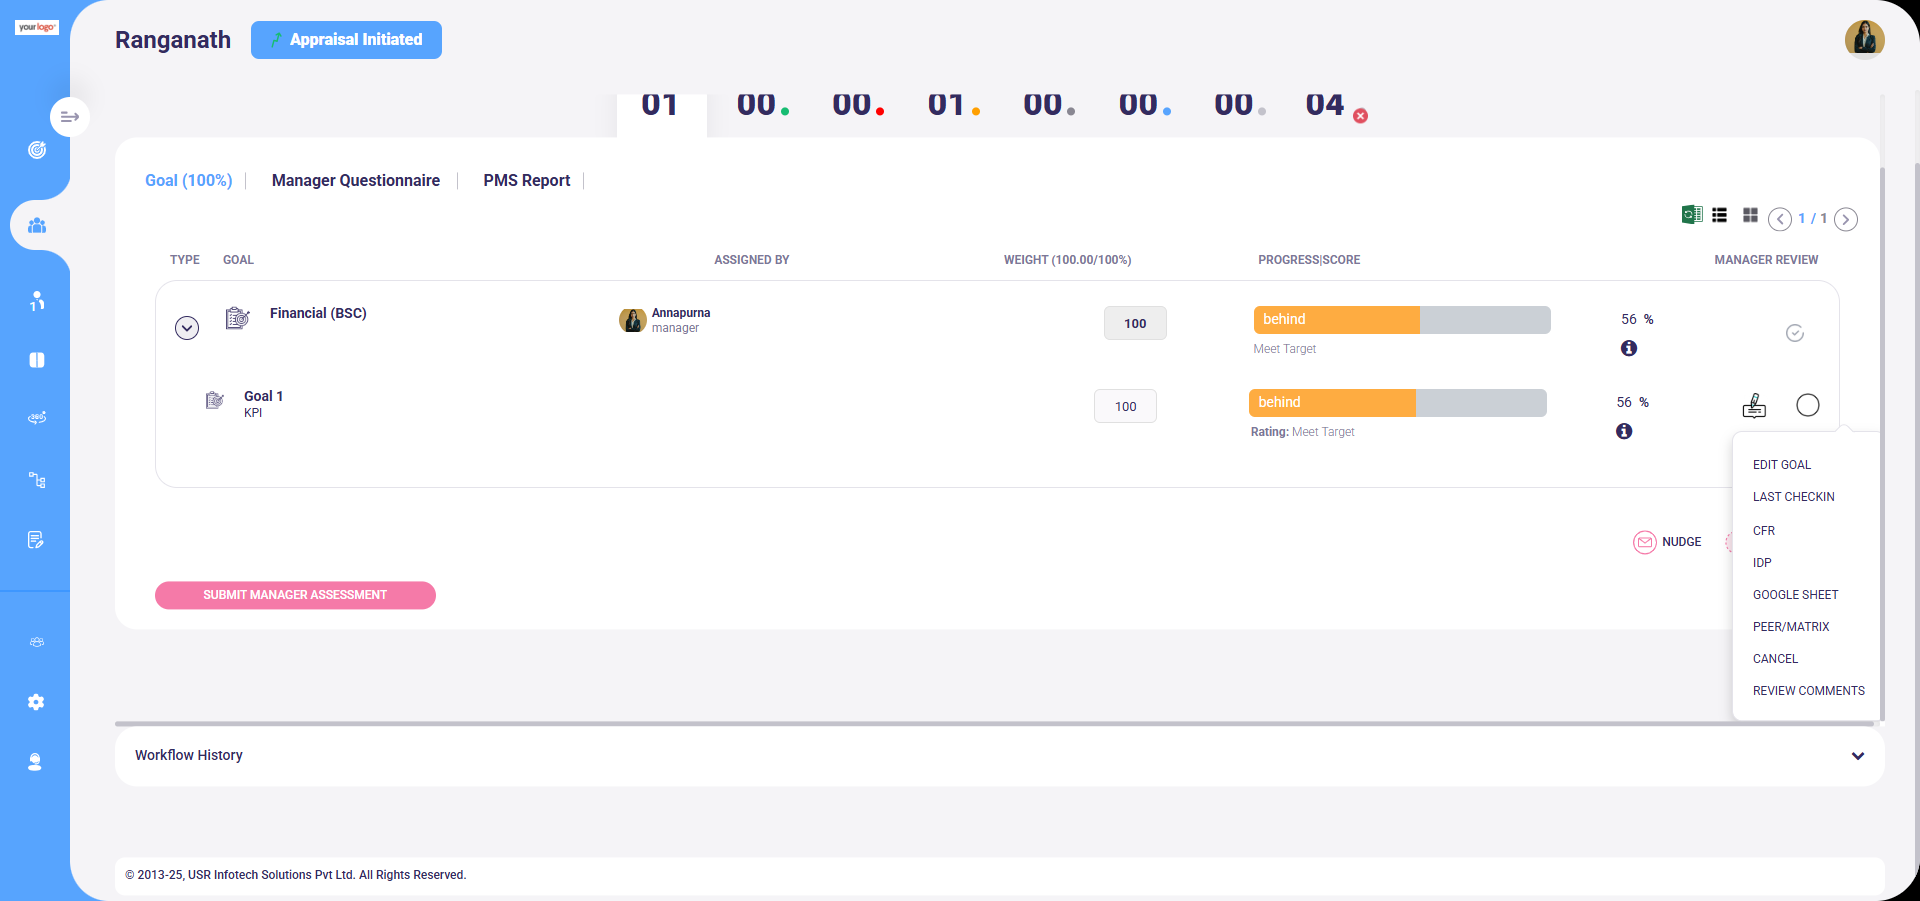 yourlogo
Ranganath
Appraisal Initiated
01 00 00 01 00 00 00 04
Goal (100%)
Manager Questionnaire
PMS Report
1 / 1
TYPE GOAL ASSIGNED BY WEIGHT (100.00/100%) PROGRESS|SCORE MANAGER REVIEW
Financial (BSC)
Annapurna
manager
100
behind
56 %
Meet Target
Goal 1
KPI
100
behind
56 %
Rating: Meet Target
EDIT GOAL
LAST CHECKIN
CFR
IDP
GOOGLE SHEET
PEER/MATRIX
CANCEL
REVIEW COMMENTS
NUDGE
SUBMIT MANAGER ASSESSMENT
1
360
Workflow History
© 2013-25, USR Infotech Solutions Pvt Ltd. All Rights Reserved.